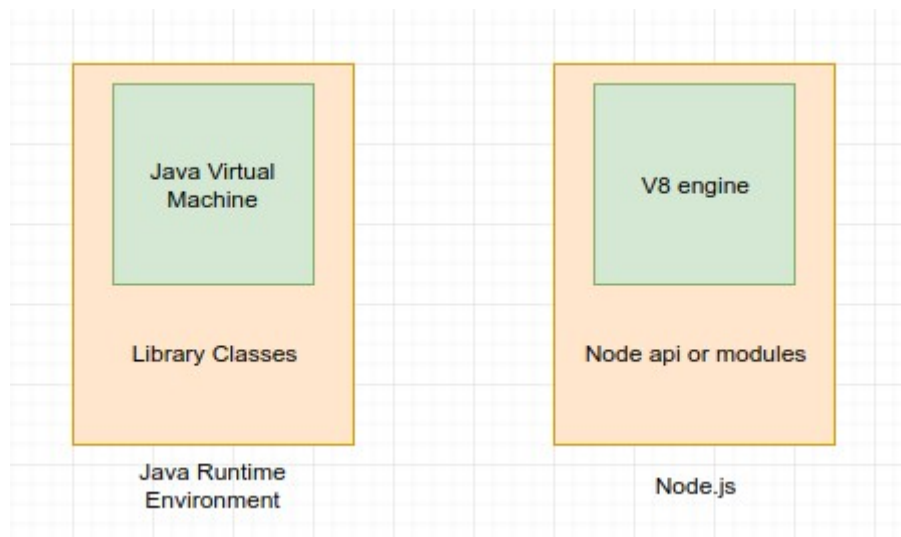 Java Virtual
Machine
Library Classes
Java Runtime
Environment
V8 engine
Node api or modules
Node.js